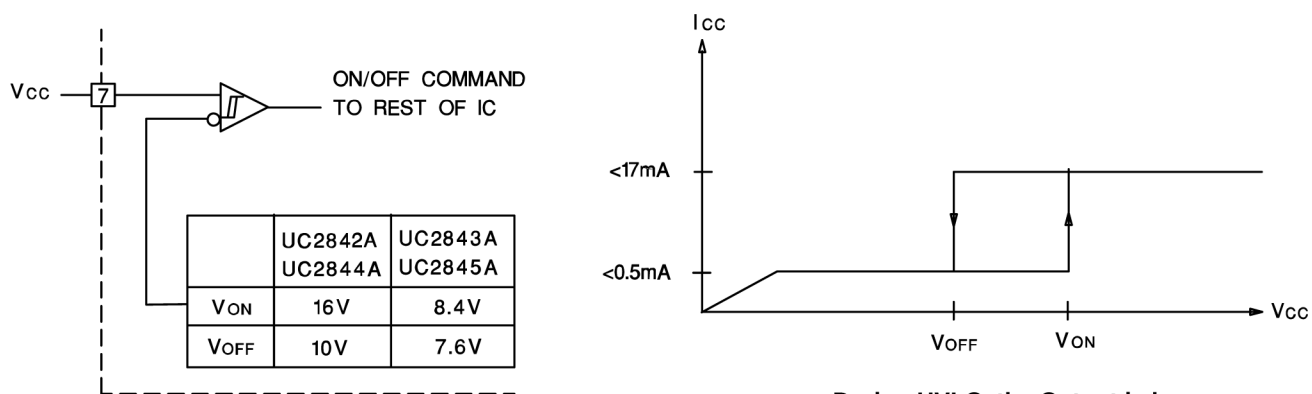 Vcc
7
ON/OFF COMMAND
TO REST OF IC
UC2842A UC2843A
UC2844A UC2845A
VON 16V 8.4V
VOFF 10V 7.6V
Icc
<17mA
<0.5mA
VOFF VON
Vcc